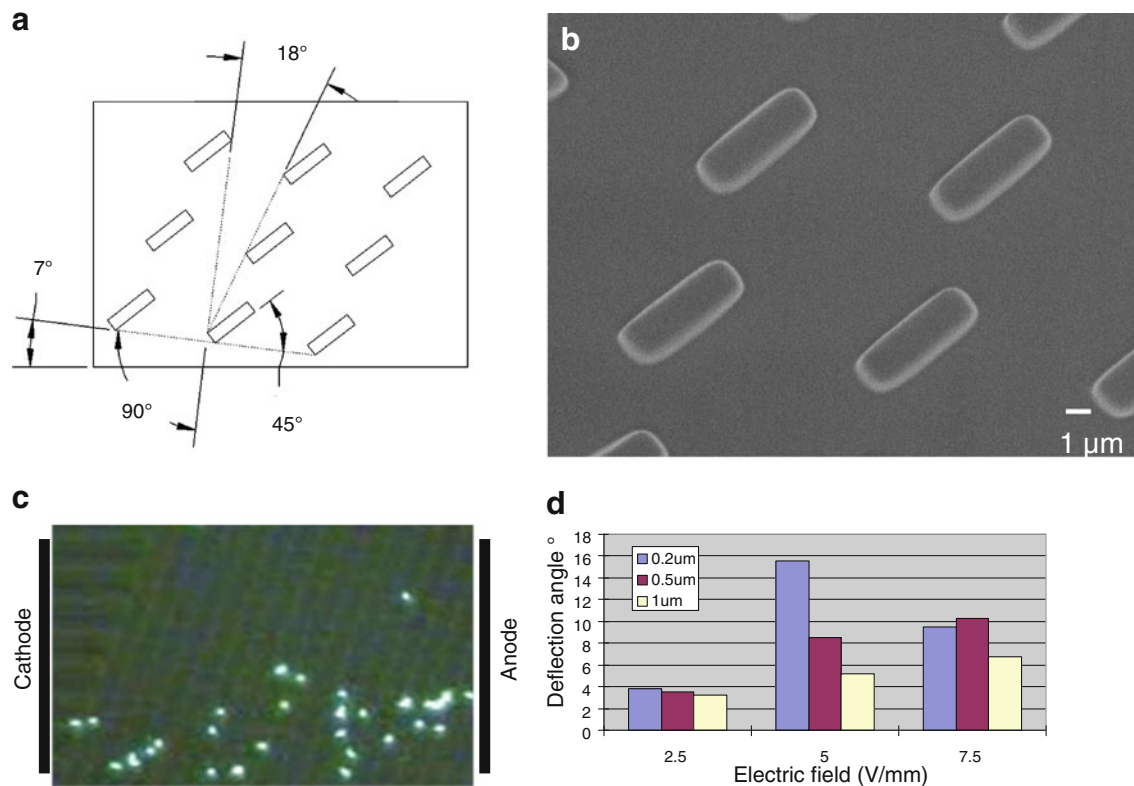 a
18°
7°
90°
45°
b
1 µm
c
Cathode
Anode
d
Deflection angle °
18
16
14
12
10
8
6
4
2
0
0.2um
0.5um
1um
2.5
5
7.5
Electric field (V/mm)